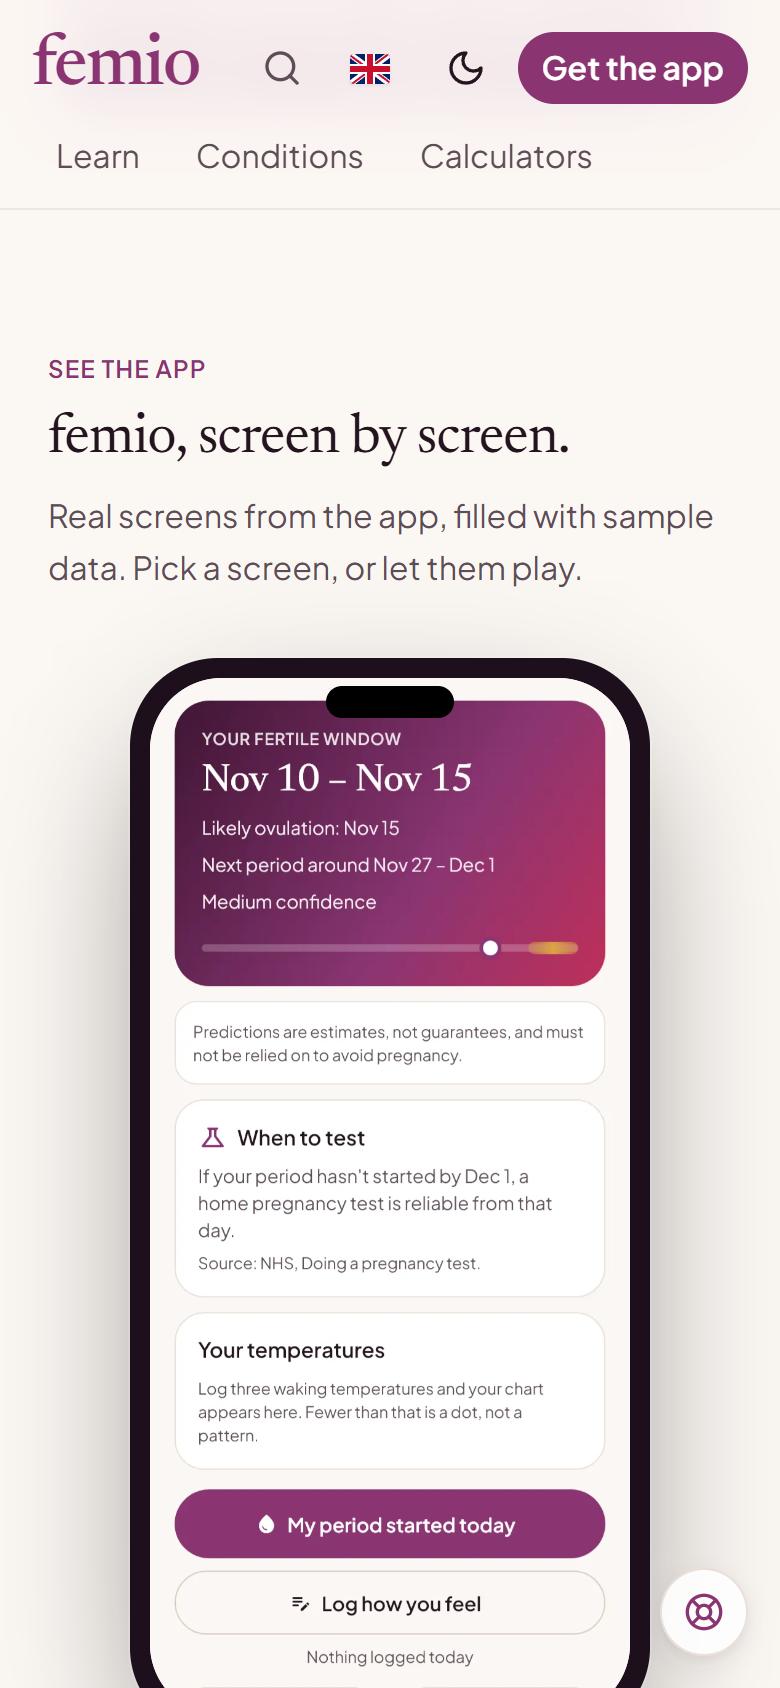 femio
Get the app
Learn Conditions Calculators
SEE THE APP
femio, screen by screen.
Real screens from the app, filled with sample
data. Pick a screen, or let them play.
YOUR FERTILE WINDOW
Nov 10 – Nov 15
Likely ovulation: Nov 15
Next period around Nov 27 – Dec 1
Medium confidence
Predictions are estimates, not guarantees, and must
not be relied on to avoid pregnancy.
When to test
If your period hasn't started by Dec 1, a
home pregnancy test is reliable from that
day.
Source: NHS, Doing a pregnancy test.
Your temperatures
Log three waking temperatures and your chart
appears here. Fewer than that is a dot, not a
pattern.
My period started today
Log how you feel
Nothing logged today